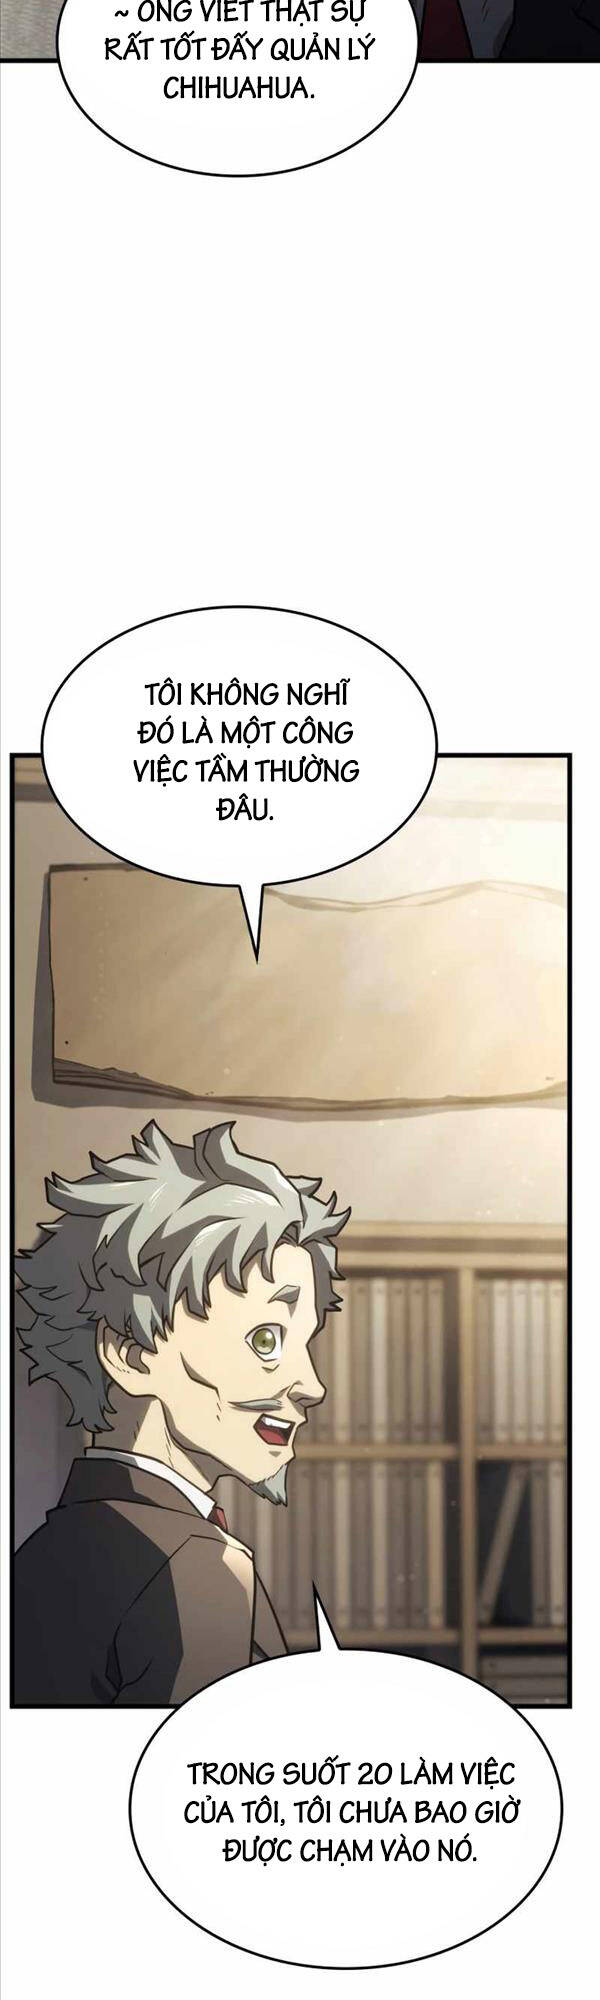 ~ ÔNG VIẾT THẬT SỰ
RẤT TỐT ĐẤY QUẢN LÝ
CHIHUAHUA.
TÔI KHÔNG NGHĨ
ĐÓ LÀ MỘT CÔNG
VIỆC TẦM THƯỜNG
ĐÂU.
TRONG SUỐT 20 LÀM VIỆC
CỦA TÔI, TÔI CHƯA BAO GIỜ
ĐƯỢC CHẠM VÀO NÓ.